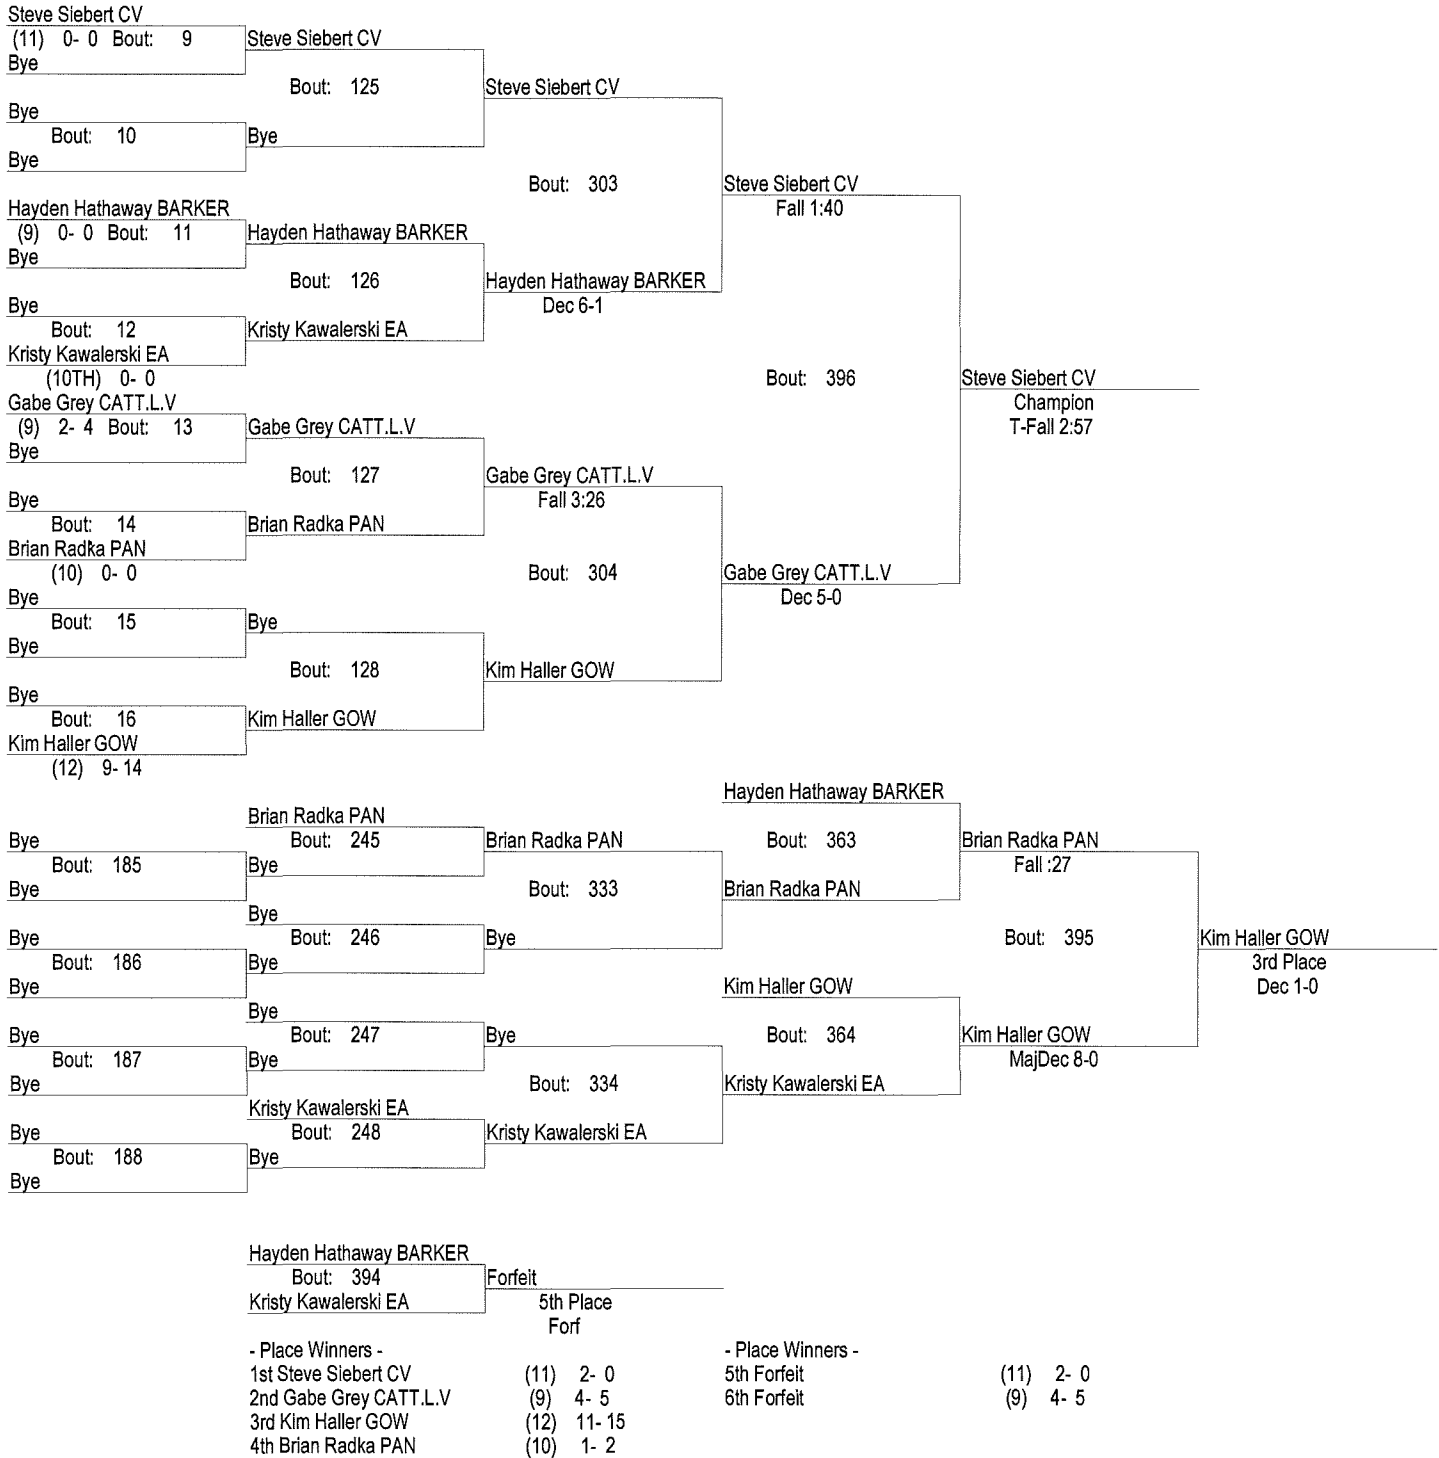 Steve Siebert CV
(11) 0- 0 Bout: 9
Bye
Steve Siebert CV
Bout: 125
Steve Siebert CV
Bye
Bout: 10
Bye
Bye
Bout: 303
Steve Siebert CV
Fall 1:40
Hayden Hathaway BARKER
(9) 0- 0 Bout: 11
Bye
Hayden Hathaway BARKER
Bout: 126
Hayden Hathaway BARKER
Dec 6-1
Bye
Bout: 12
Kristy Kawalerski EA
(10TH) 0- 0
Kristy Kawalerski EA
Bout: 396
Steve Siebert CV
Champion
T-Fall 2:57
Gabe Grey CATT.L.V
(9) 2- 4 Bout: 13
Bye
Gabe Grey CATT.L.V
Bout: 127
Gabe Grey CATT.L.V
Fall 3:26
Bye
Bout: 14
Brian Radka PAN
(10) 0- 0
Brian Radka PAN
Bout: 304
Gabe Grey CATT.L.V
Dec 5-0
Bye
Bout: 15
Bye
Bye
Bout: 128
Kim Haller GOW
Bye
Bout: 16
Kim Haller GOW
(12) 9- 14
Kim Haller GOW
Hayden Hathaway BARKER
Brian Radka PAN
Bye
Bout: 245
Brian Radka PAN
Bout: 363
Brian Radka PAN
Bout: 185
Bye
Fall :27
Bye
Bout: 333
Brian Radka PAN
Bye
Bye
Bout: 246
Bye
Bout: 395
Kim Haller GOW
Bout: 186
Bye
3rd Place
Bye
Kim Haller GOW
Dec 1-0
Bye
Bye
Bout: 247
Bye
Bout: 364
Kim Haller GOW
Bout: 187
Bye
MajDec 8-0
Bye
Bout: 334
Kristy Kawalerski EA
Kristy Kawalerski EA
Bye
Bout: 248
Kristy Kawalerski EA
Bout: 188
Bye
Bye
Hayden Hathaway BARKER
Bout: 394
Forfeit
Kristy Kawalerski EA
5th Place
Forf
- Place Winners -
1st Steve Siebert CV (11) 2- 0
2nd Gabe Grey CATT.L.V (9) 4- 5
3rd Kim Haller GOW (12) 11- 15
4th Brian Radka PAN (10) 1- 2
- Place Winners -
5th Forfeit (11) 2- 0
6th Forfeit (9) 4- 5